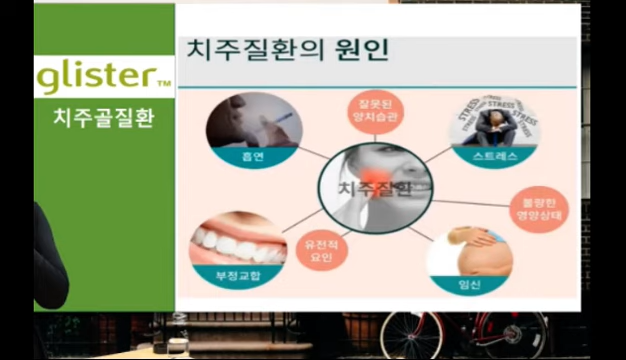 glister™
치주골질환
치주질환의 원인
잘못된
양치습관
흡연
STRESS
스트레스
치주질환
불량한
영양상태
유전적
요인
부정교합
임신